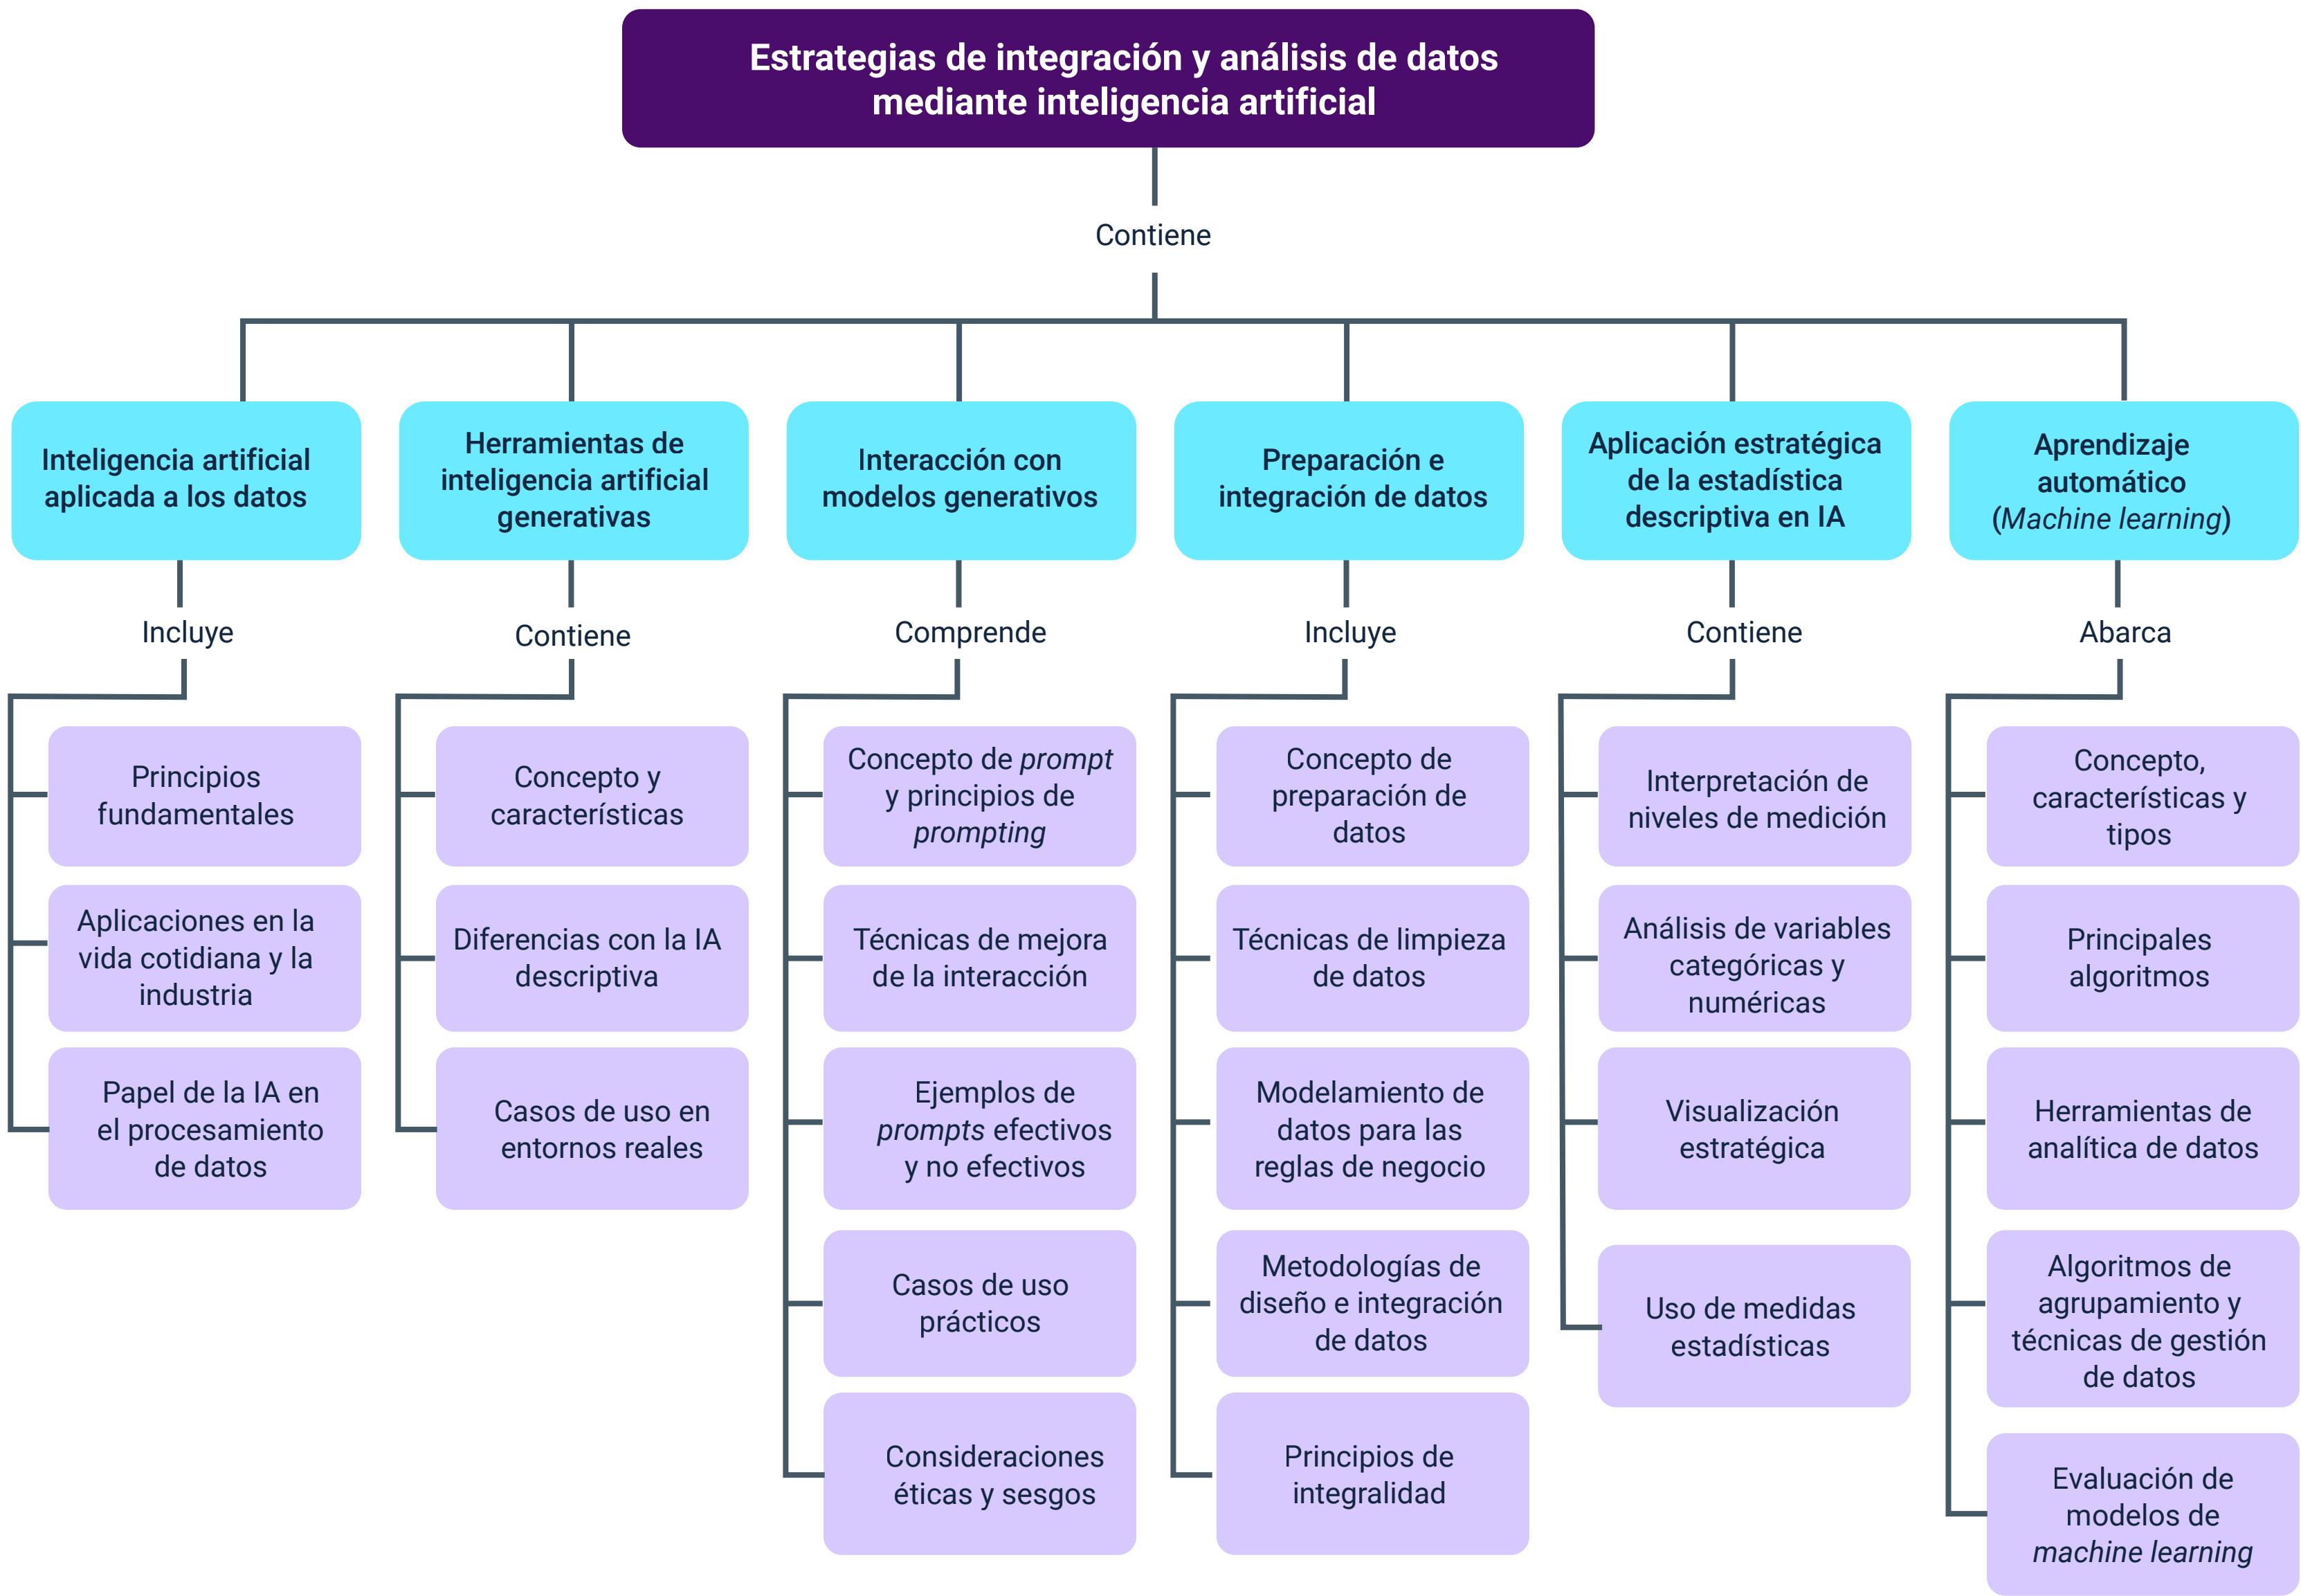 Estrategias de integración y análisis de datos
mediante inteligencia artificial
Contiene
Inteligencia artificial
aplicada a los datos
Incluye
Principios
fundamentales
Aplicaciones en la
vida cotidiana y la
industria
Papel de la IA en
el procesamiento
de datos
Herramientas de
inteligencia artificial
generativas
Contiene
Concepto y
características
Diferencias con la IA
descriptiva
Casos de uso en
entornos reales
Interacción con
modelos generativos
Comprende
Concepto de prompt
y principios de
prompting
Técnicas de mejora
de la interacción
Ejemplos de
prompts efectivos
y no efectivos
Casos de uso
prácticos
Consideraciones
éticas y sesgos
Preparación e
integración de datos
Incluye
Concepto de
preparación de
datos
Técnicas de limpieza
de datos
Modelamiento de
datos para las
reglas de negocio
Metodologías de
diseño e integración
de datos
Principios de
integralidad
Aplicación estratégica
de la estadística
descriptiva en IA
Contiene
Interpretación de
niveles de medición
Análisis de variables
categóricas y
numéricas
Visualización
estratégica
Uso de medidas
estadísticas
Aprendizaje
automático
(Machine learning)
Abarca
Concepto,
características y
tipos
Principales
algoritmos
Herramientas de
analítica de datos
Algoritmos de
agrupamiento y
técnicas de gestión
de datos
Evaluación de
modelos de
machine learning